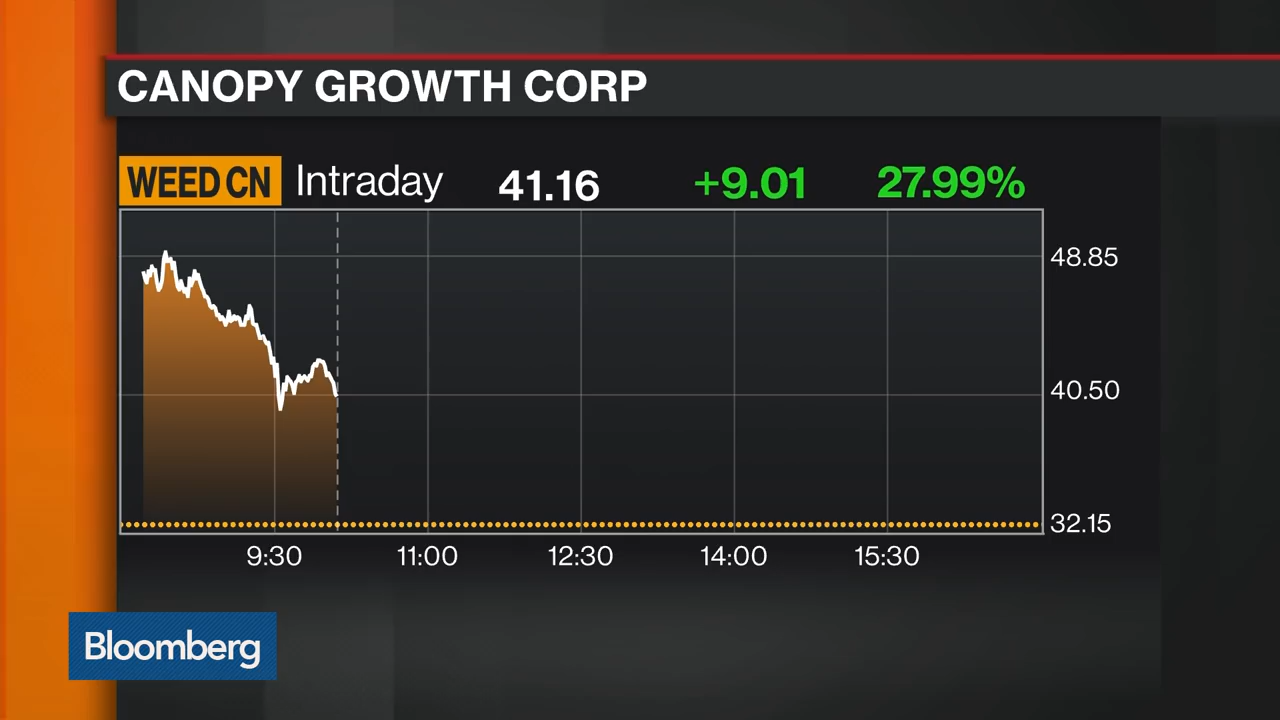 CANOPY GROWTH CORP
WEED CN Intraday 41.16 +9.01 27.99%
48.85
40.50
32.15
9:30 11:00 12:30 14:00 15:30
Bloomberg